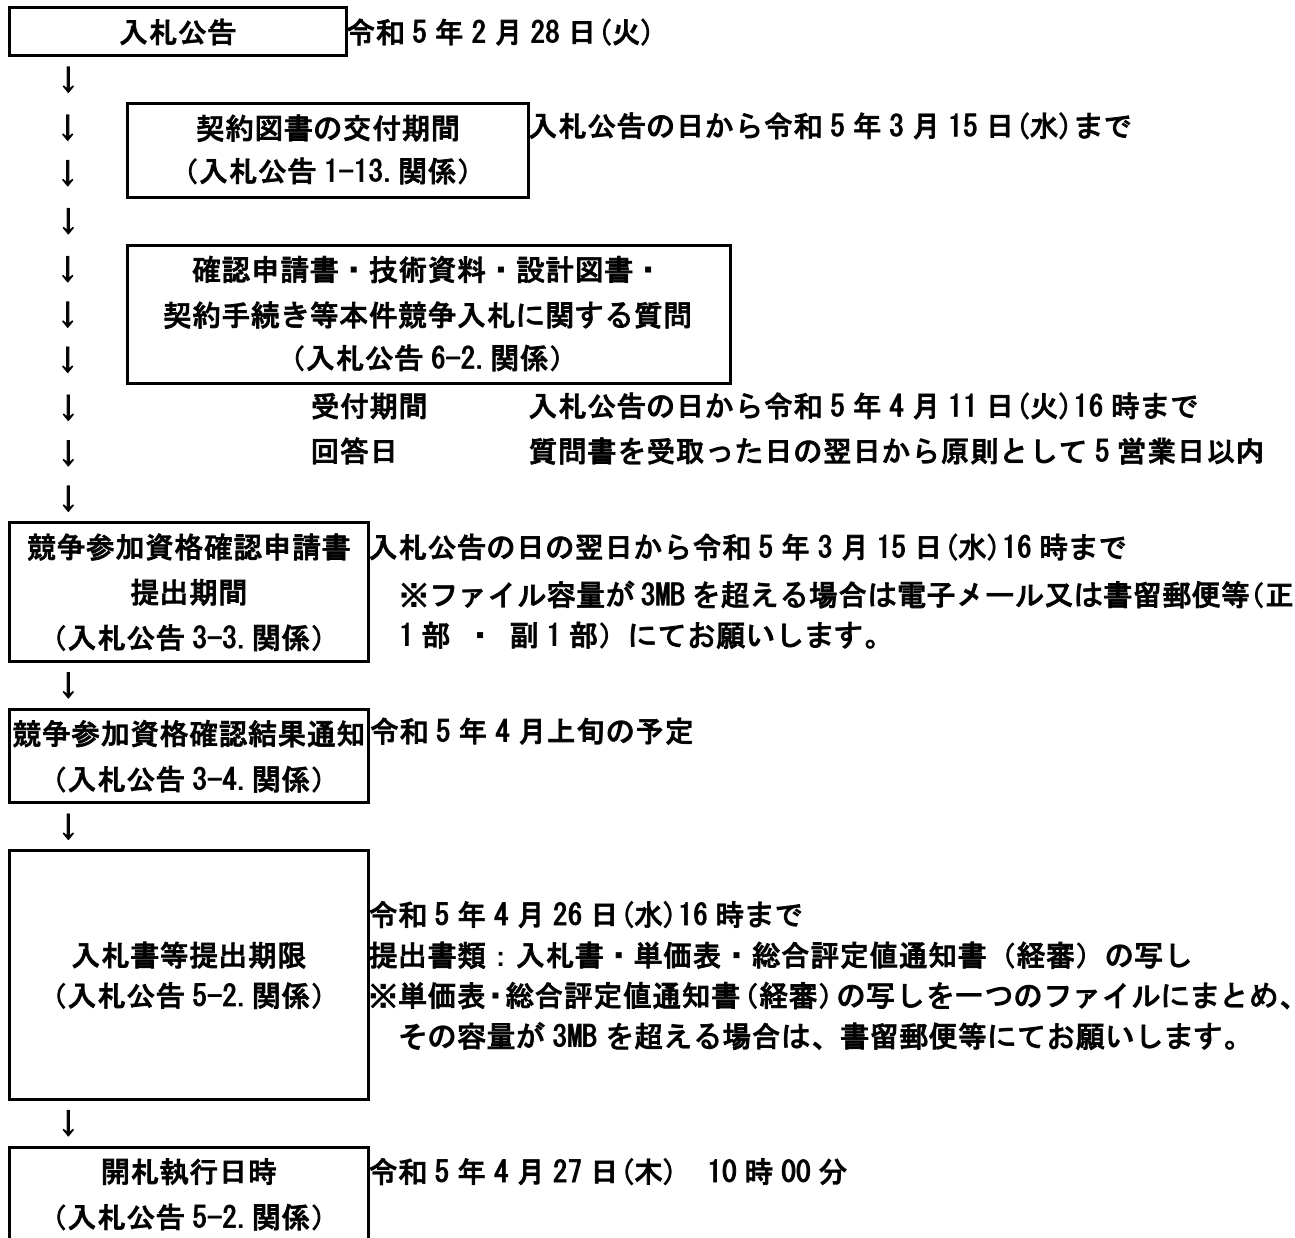 入札公告 令和5年2月28日(火)
↓
↓ 契約図書の交付期間 入札公告の日から令和5年3月15日(水)まで
↓ (入札公告1-13.関係)
↓
↓ 確認申請書・技術資料・設計図書・
↓ 契約手続き等本件競争入札に関する質問
↓ (入札公告6-2.関係)
↓ 受付期間 入札公告の日から令和5年4月11日(火)16時まで
↓ 回答日 質問書を受取った日の翌日から原則として5営業日以内
↓
競争参加資格確認申請書 入札公告の日の翌日から令和5年3月15日(水)16時まで
提出期間 ※ファイル容量が3MBを超える場合は電子メール又は書留郵便等(正
(入札公告3-3.関係) 1部 ・ 副1部) にてお願いします。
↓
競争参加資格確認結果通知 令和5年4月上旬の予定
(入札公告3-4.関係)
↓
令和5年4月26日(水)16時まで
入札書等提出期限 提出書類:入札書・単価表・総合評定値通知書(経審)の写し
(入札公告5-2.関係) ※単価表・総合評定値通知書(経審)の写しを一つのファイルにまとめ、
その容量が3MBを超える場合は、書留郵便等にてお願いします。
↓
開札執行日時 令和5年4月27日(木) 10時00分
(入札公告5-2.関係)